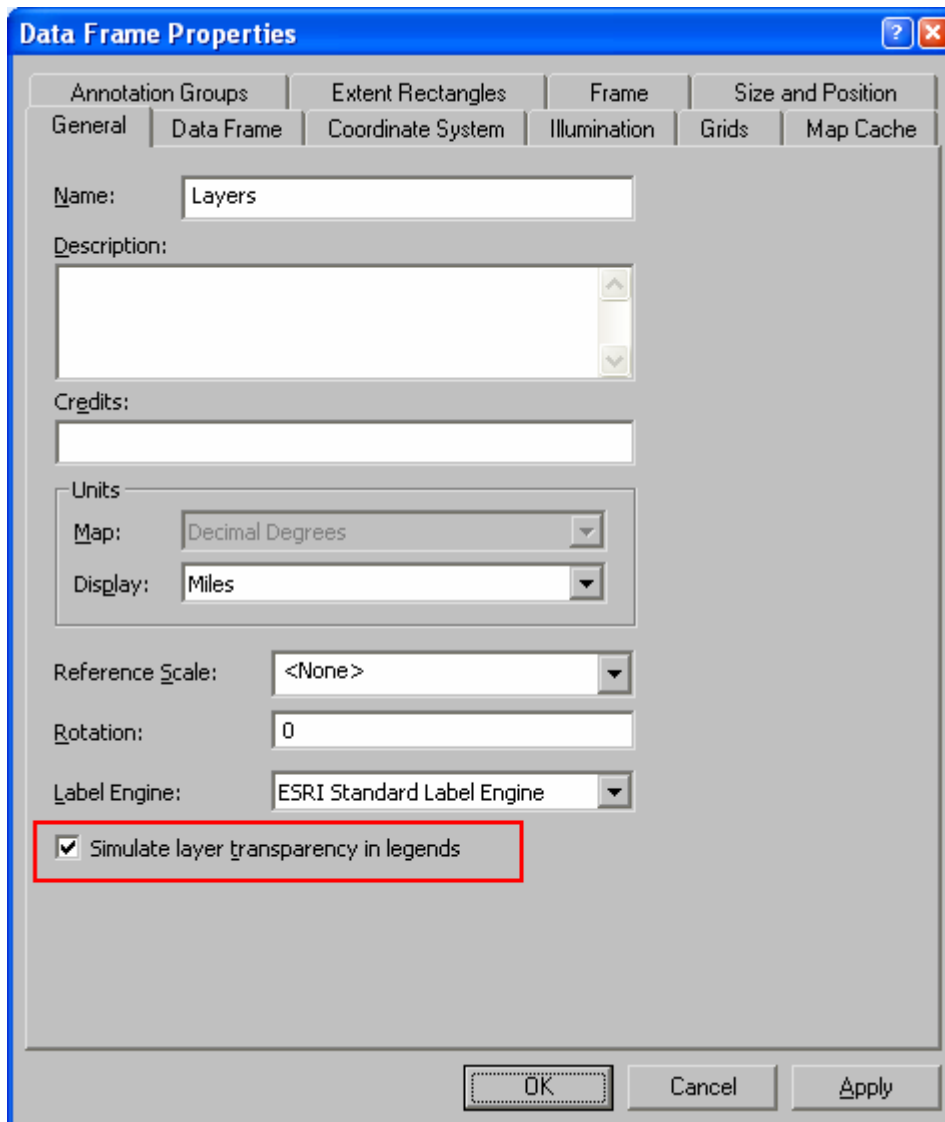 Data Frame Properties
Annotation Groups Extent Rectangles Frame Size and Position
General Data Frame Coordinate System Illumination Grids Map Cache
Name: Layers
Description:
Credits:
Units
Map: Decimal Degrees
Display: Miles
Reference Scale: <None>
Rotation: 0
Label Engine: ESRI Standard Label Engine
Simulate layer transparency in legends
OK Cancel Apply